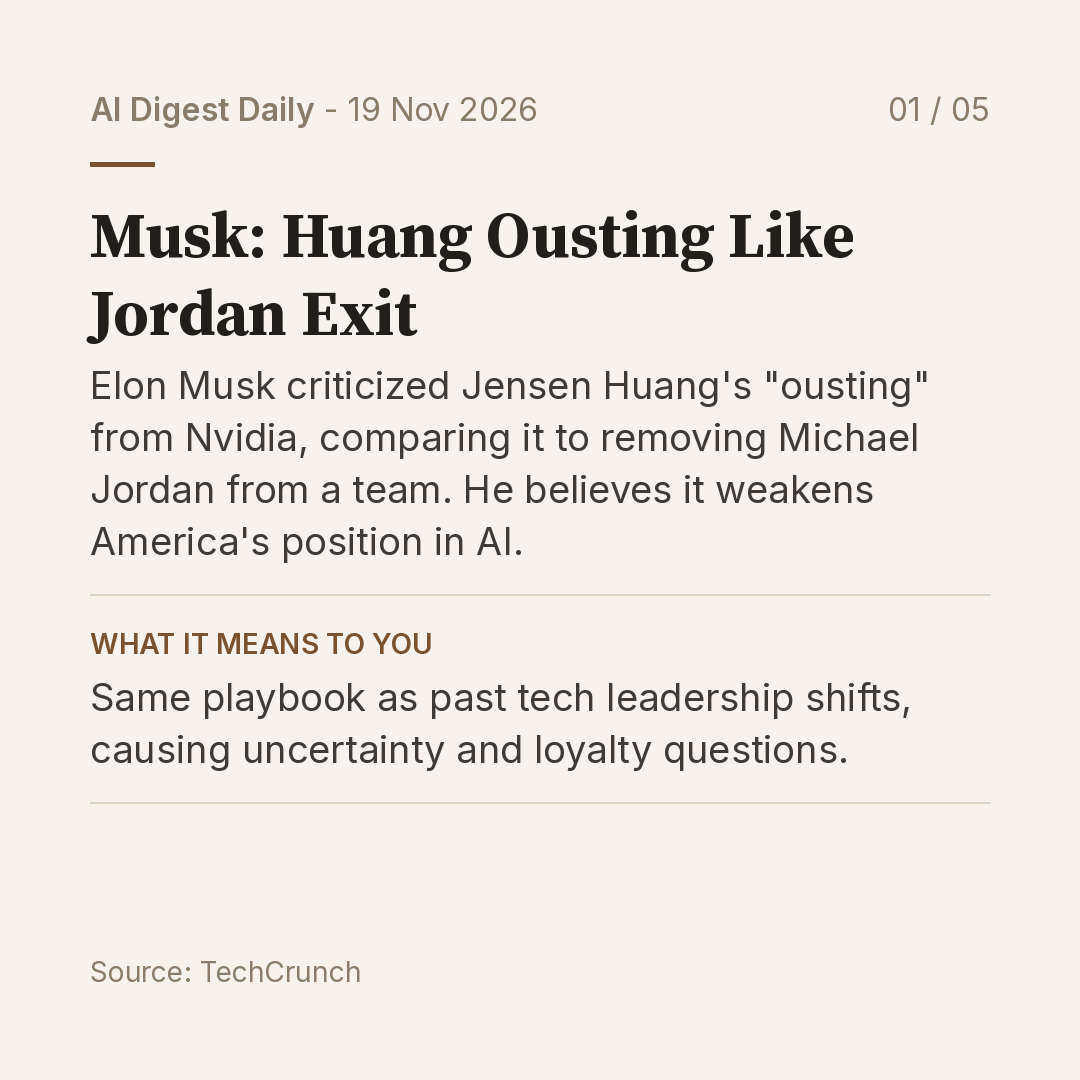 AI Digest Daily - 19 Nov 2026
01 / 05
Musk: Huang Ousting Like
Jordan Exit
Elon Musk criticized Jensen Huang's "ousting"
from Nvidia, comparing it to removing Michael
Jordan from a team. He believes it weakens
America's position in AI.
WHAT IT MEANS TO YOU
Same playbook as past tech leadership shifts,
causing uncertainty and loyalty questions.
Source: TechCrunch